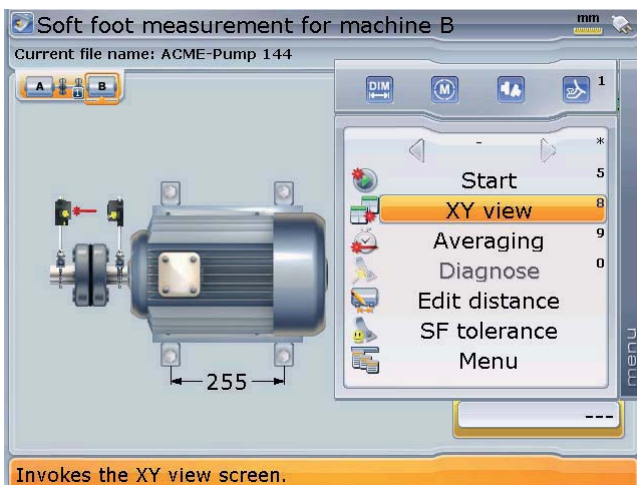 Soft foot measurement for machine B
mm
Current file name: ACME-Pump 144
A
1
B
DIM
M
1
- *
Start 5
XY view 8
Averaging 9
Diagnose 0
Edit distance
SF tolerance
Menu
menu
255
---
Invokes the XY view screen.